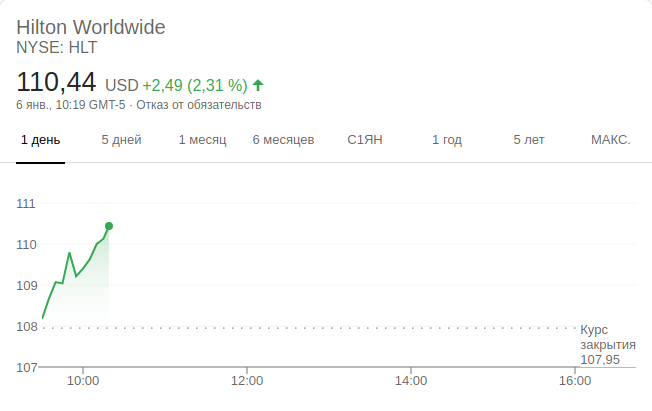 Hilton Worldwide
NYSE: HLT
110,44 USD +2,49 (2,31 %)
6 янв., 10:19 GMT-5 · Отказ от обязательств
1 день 5 дней 1 месяц 6 месяцев С1ЯН 1 год 5 лет МАКС.
111
110
109
108
Курс
закрытия
107,95
107
10:00 12:00 14:00 16:00